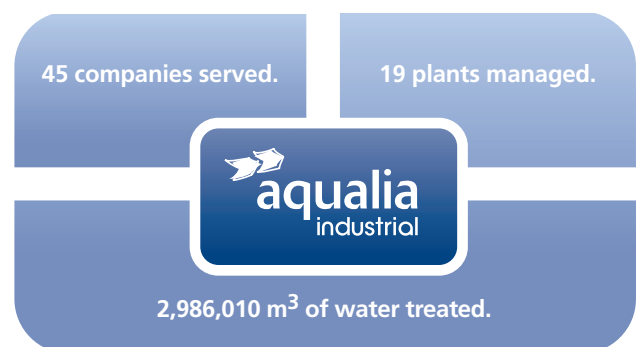 45 companies served.
19 plants managed.
aqualia
industrial
2,986,010 m³ of water treated.